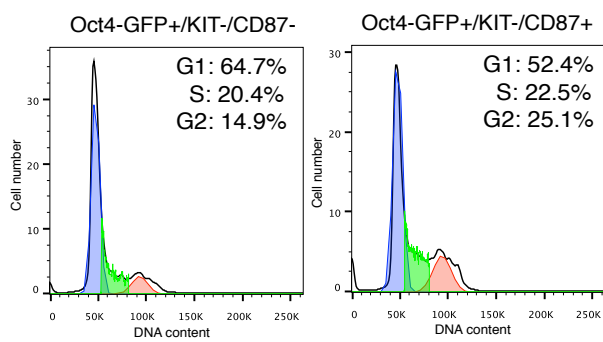 Oct4-GFP+/KIT-/CD87-
G1: 64.7%
S: 20.4%
G2: 14.9%
Cell number
30
20
10
0
0 50K 100K 150K 200K 250K
DNA content
Oct4-GFP+/KIT-/CD87+
G1: 52.4%
S: 22.5%
G2: 25.1%
Cell number
30
20
10
0
0 50K 100K 150K 200K 250K
DNA content